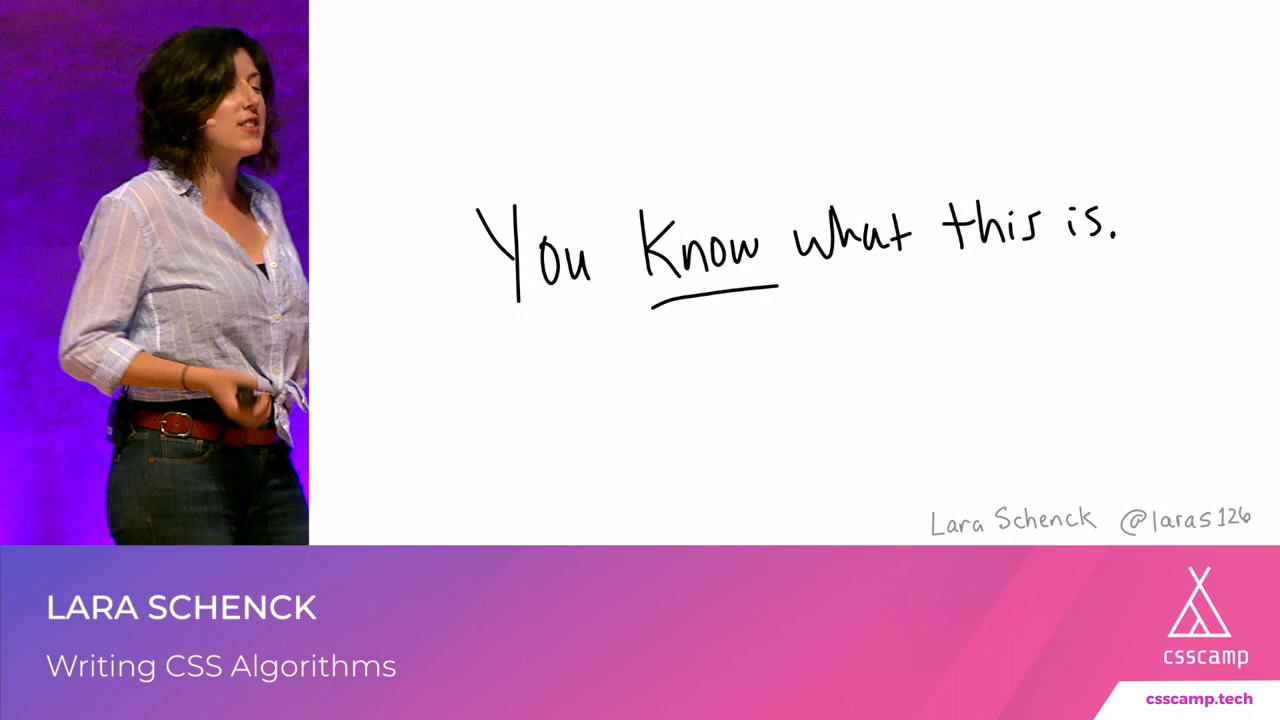 You Know what this is.
Lara Schenck @laras126
LARA SCHENCK
Writing CSS Algorithms
csscamp
csscamp.tech